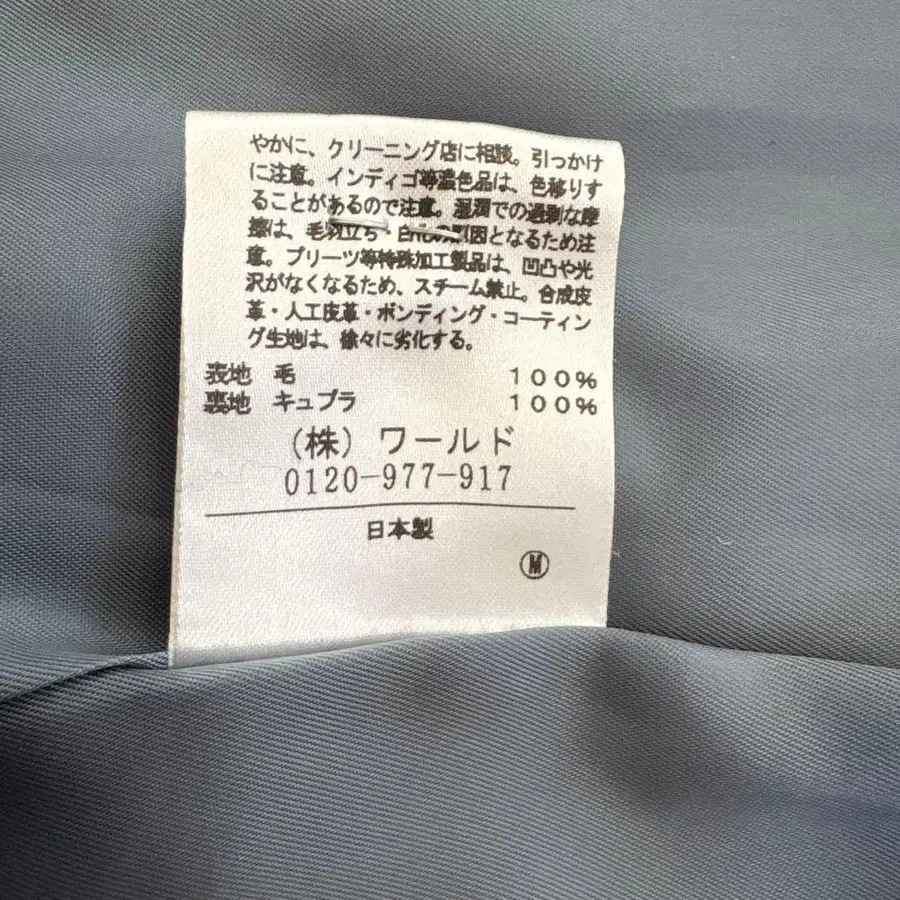 やかに、クリーニング店に相談。引っかけ
に注意。インディゴ等濃色品は、色移りす
ることがあるので注意。湿潤での過剰な摩
擦は、毛羽立ち・白化の原因となるため注
意。プリーツ等特殊加工製品は、凹凸や光
沢がなくなるため、スチーム禁止。合成皮
革・人工皮革・ボンディング・コーティン
グ生地は、徐々に劣化する。
表地 毛 100%
裏地 キュプラ 100%
(株) ワールド
0120-977-917
日本製
M